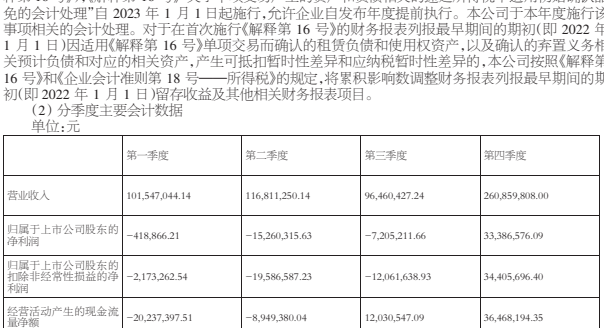 免的会计处理”自 2023 年 1 月 1 日起施行,允许企业自发布年度提前执行。本公司于本年度施行该
事项相关的会计处理。对于在首次施行《解释第 16 号》的财务报表列报最早期间的期初(即 2022 年
1 月 1 日)因适用《解释第 16 号》单项交易而确认的租赁负债和使用权资产,以及确认的弃置义务相
关预计负债和对应的相关资产,产生可抵扣暂时性差异和应纳税暂时性差异的,本公司按照《解释第
16 号》和《企业会计准则第 18 号——所得税》的规定,将累积影响数调整财务报表列报最早期间的期
初(即 2022 年 1 月 1 日)留存收益及其他相关财务报表项目。
(2) 分季度主要会计数据
单位:元
第一季度 第二季度 第三季度 第四季度
营业收入 101,547,044.14 116,811,250.14 96,460,427.24 260,859,808.00
归属于上市公司股东的
净利润 -418,866.21 -15,260,315.63 -7,205,211.66 33,386,576.09
归属于上市公司股东的
扣除非经常性损益的净
利润 -2,173,262.54 -19,586,587.23 -12,061,638.93 34,405,696.40
经营活动产生的现金流
量净额 -20,237,397.51 -8,949,380.04 12,030,547.09 36,468,194.35